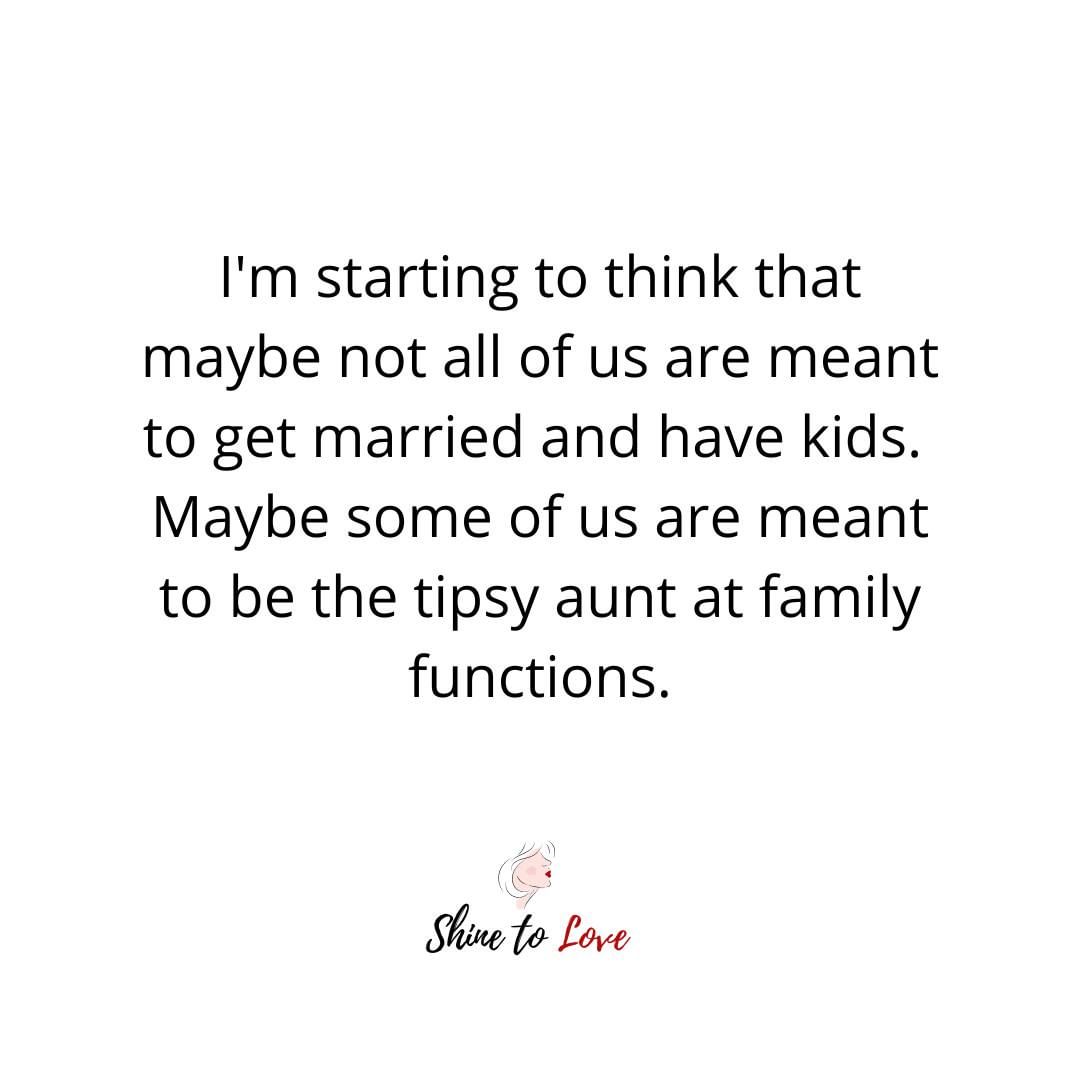 I'm starting to think that
maybe not all of us are meant
to get married and have kids.
Maybe some of us are meant
to be the tipsy aunt at family
functions.
Shine to Love